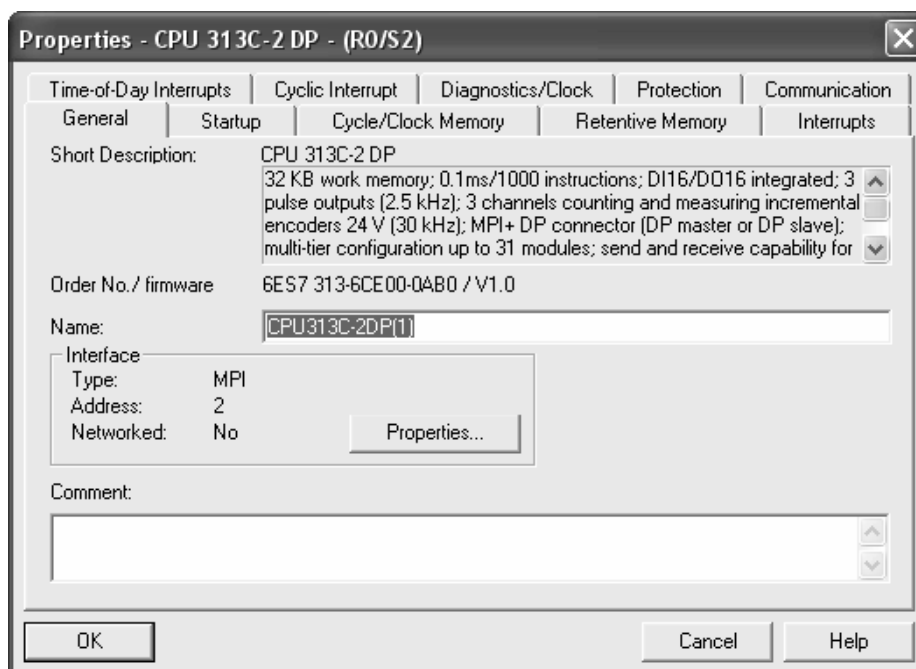 Properties - CPU 313C-2 DP - (R0/S2)
Time-of-Day Interrupts Cyclic Interrupt Diagnostics/Clock Protection Communication
General Startup Cycle/Clock Memory Retentive Memory Interrupts
Short Description: CPU 313C-2 DP
32 KB work memory; 0.1ms/1000 instructions; DI16/DO16 integrated; 3
pulse outputs (2.5 kHz); 3 channels counting and measuring incremental
encoders 24 V (30 kHz); MPI+ DP connector (DP master or DP slave);
multi-tier configuration up to 31 modules; send and receive capability for
Order No./ firmware 6ES7 313-6CE00-0AB0 / V1.0
Name: CPU313C-2DP(1)
Interface
Type: MPI
Address: 2
Networked: No Properties...
Comment:
OK Cancel Help